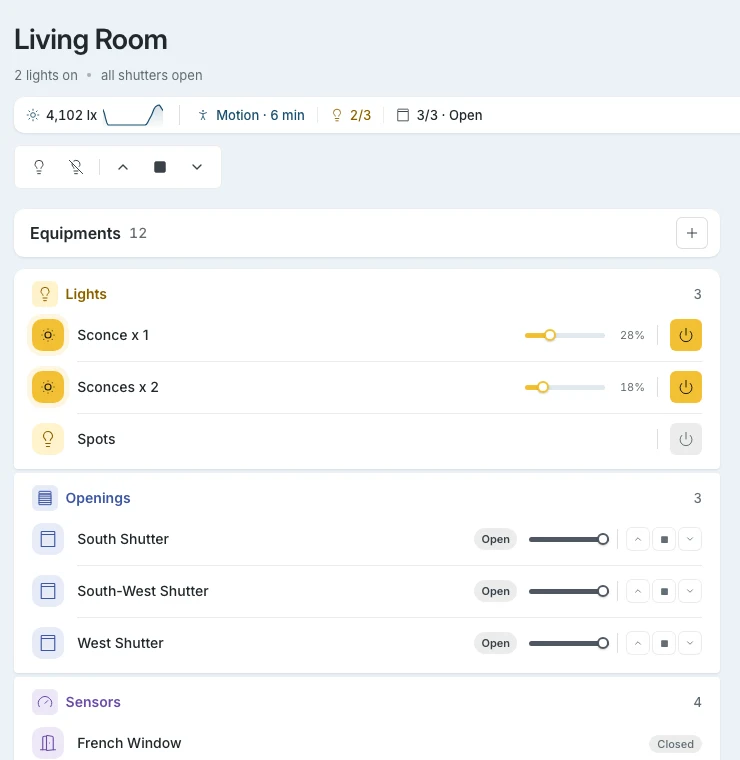 Living Room
2 lights on • all shutters open
4,102 lx Motion · 6 min 2/3 3/3 · Open
Equipments 12
Lights 3
Sconce x 1 28%
Sconces x 2 18%
Spots
Openings 3
South Shutter Open
South-West Shutter Open
West Shutter Open
Sensors 4
French Window Closed